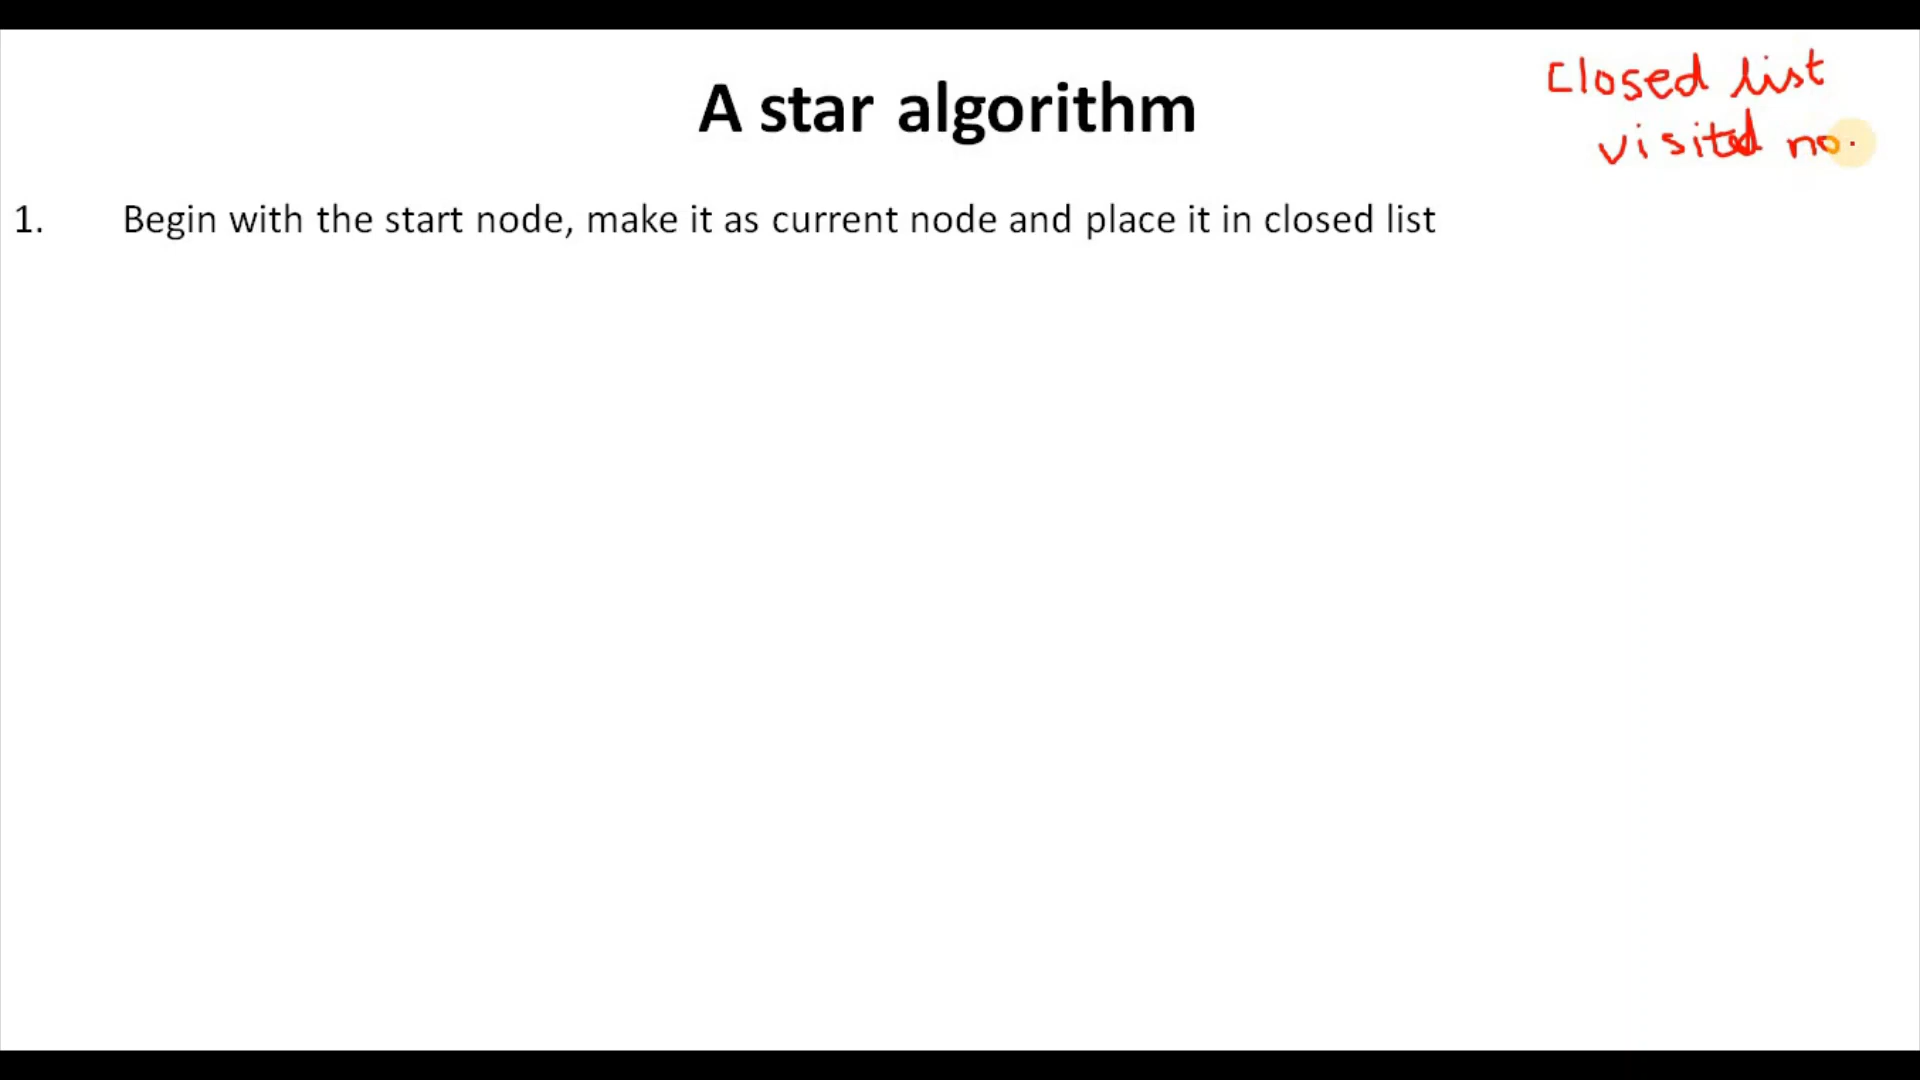 A star algorithm
Closed list
visited no
1. Begin with the start node, make it as current node and place it in closed list